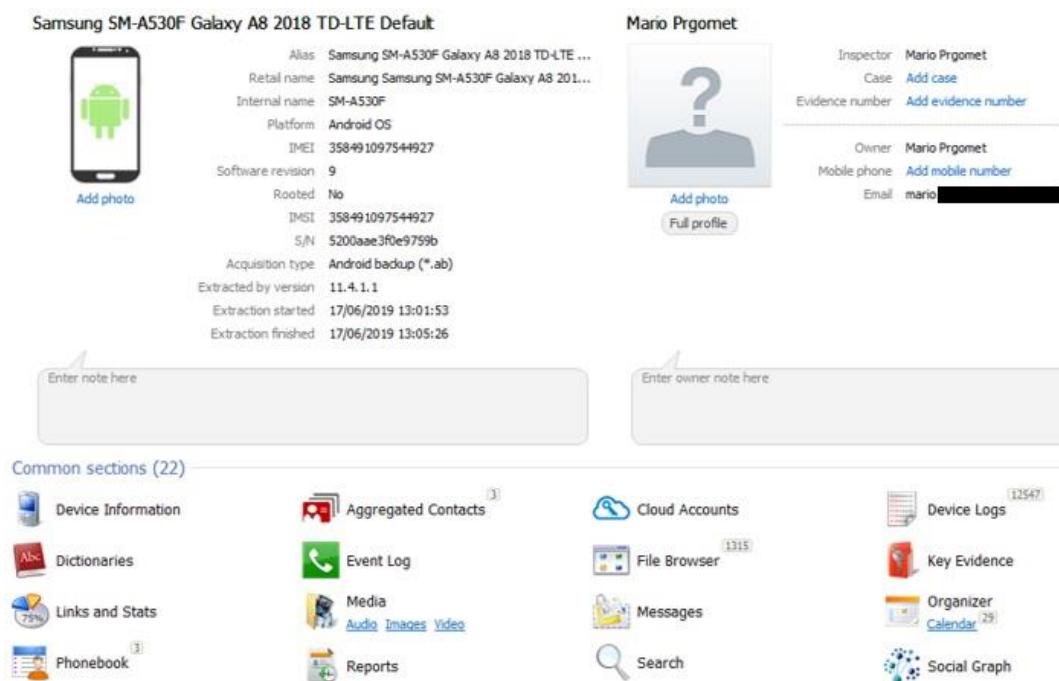 Samsung SM-A530F Galaxy A8 2018 TD-LTE Default
Add photo
Alias Samsung SM-A530F Galaxy A8 2018 TD-LTE ...
Retail name Samsung Samsung SM-A530F Galaxy A8 201...
Internal name SM-A530F
Platform Android OS
IMEI 358491097544927
Software revision 9
Rooted No
IMSI 358491097544927
S/N 5200aae3f0e9759b
Acquisition type Android backup (*.ab)
Extracted by version 11.4.1.1
Extraction started 17/06/2019 13:01:53
Extraction finished 17/06/2019 13:05:26
Enter note here
Mario Prgomet
Add photo
Full profile
Inspector Mario Prgomet
Case Add case
Evidence number Add evidence number
Owner Mario Prgomet
Mobile phone Add mobile number
Email mario
Enter owner note here
Common sections (22)
Device Information
Aggregated Contacts 3
Cloud Accounts
Device Logs 12547
Abc Dictionaries
Event Log
File Browser 1315
Key Evidence
75% Links and Stats
Media
Audio Images Video
Messages
Organizer
Calendar 29
Phonebook 3
Reports
Search
Social Graph